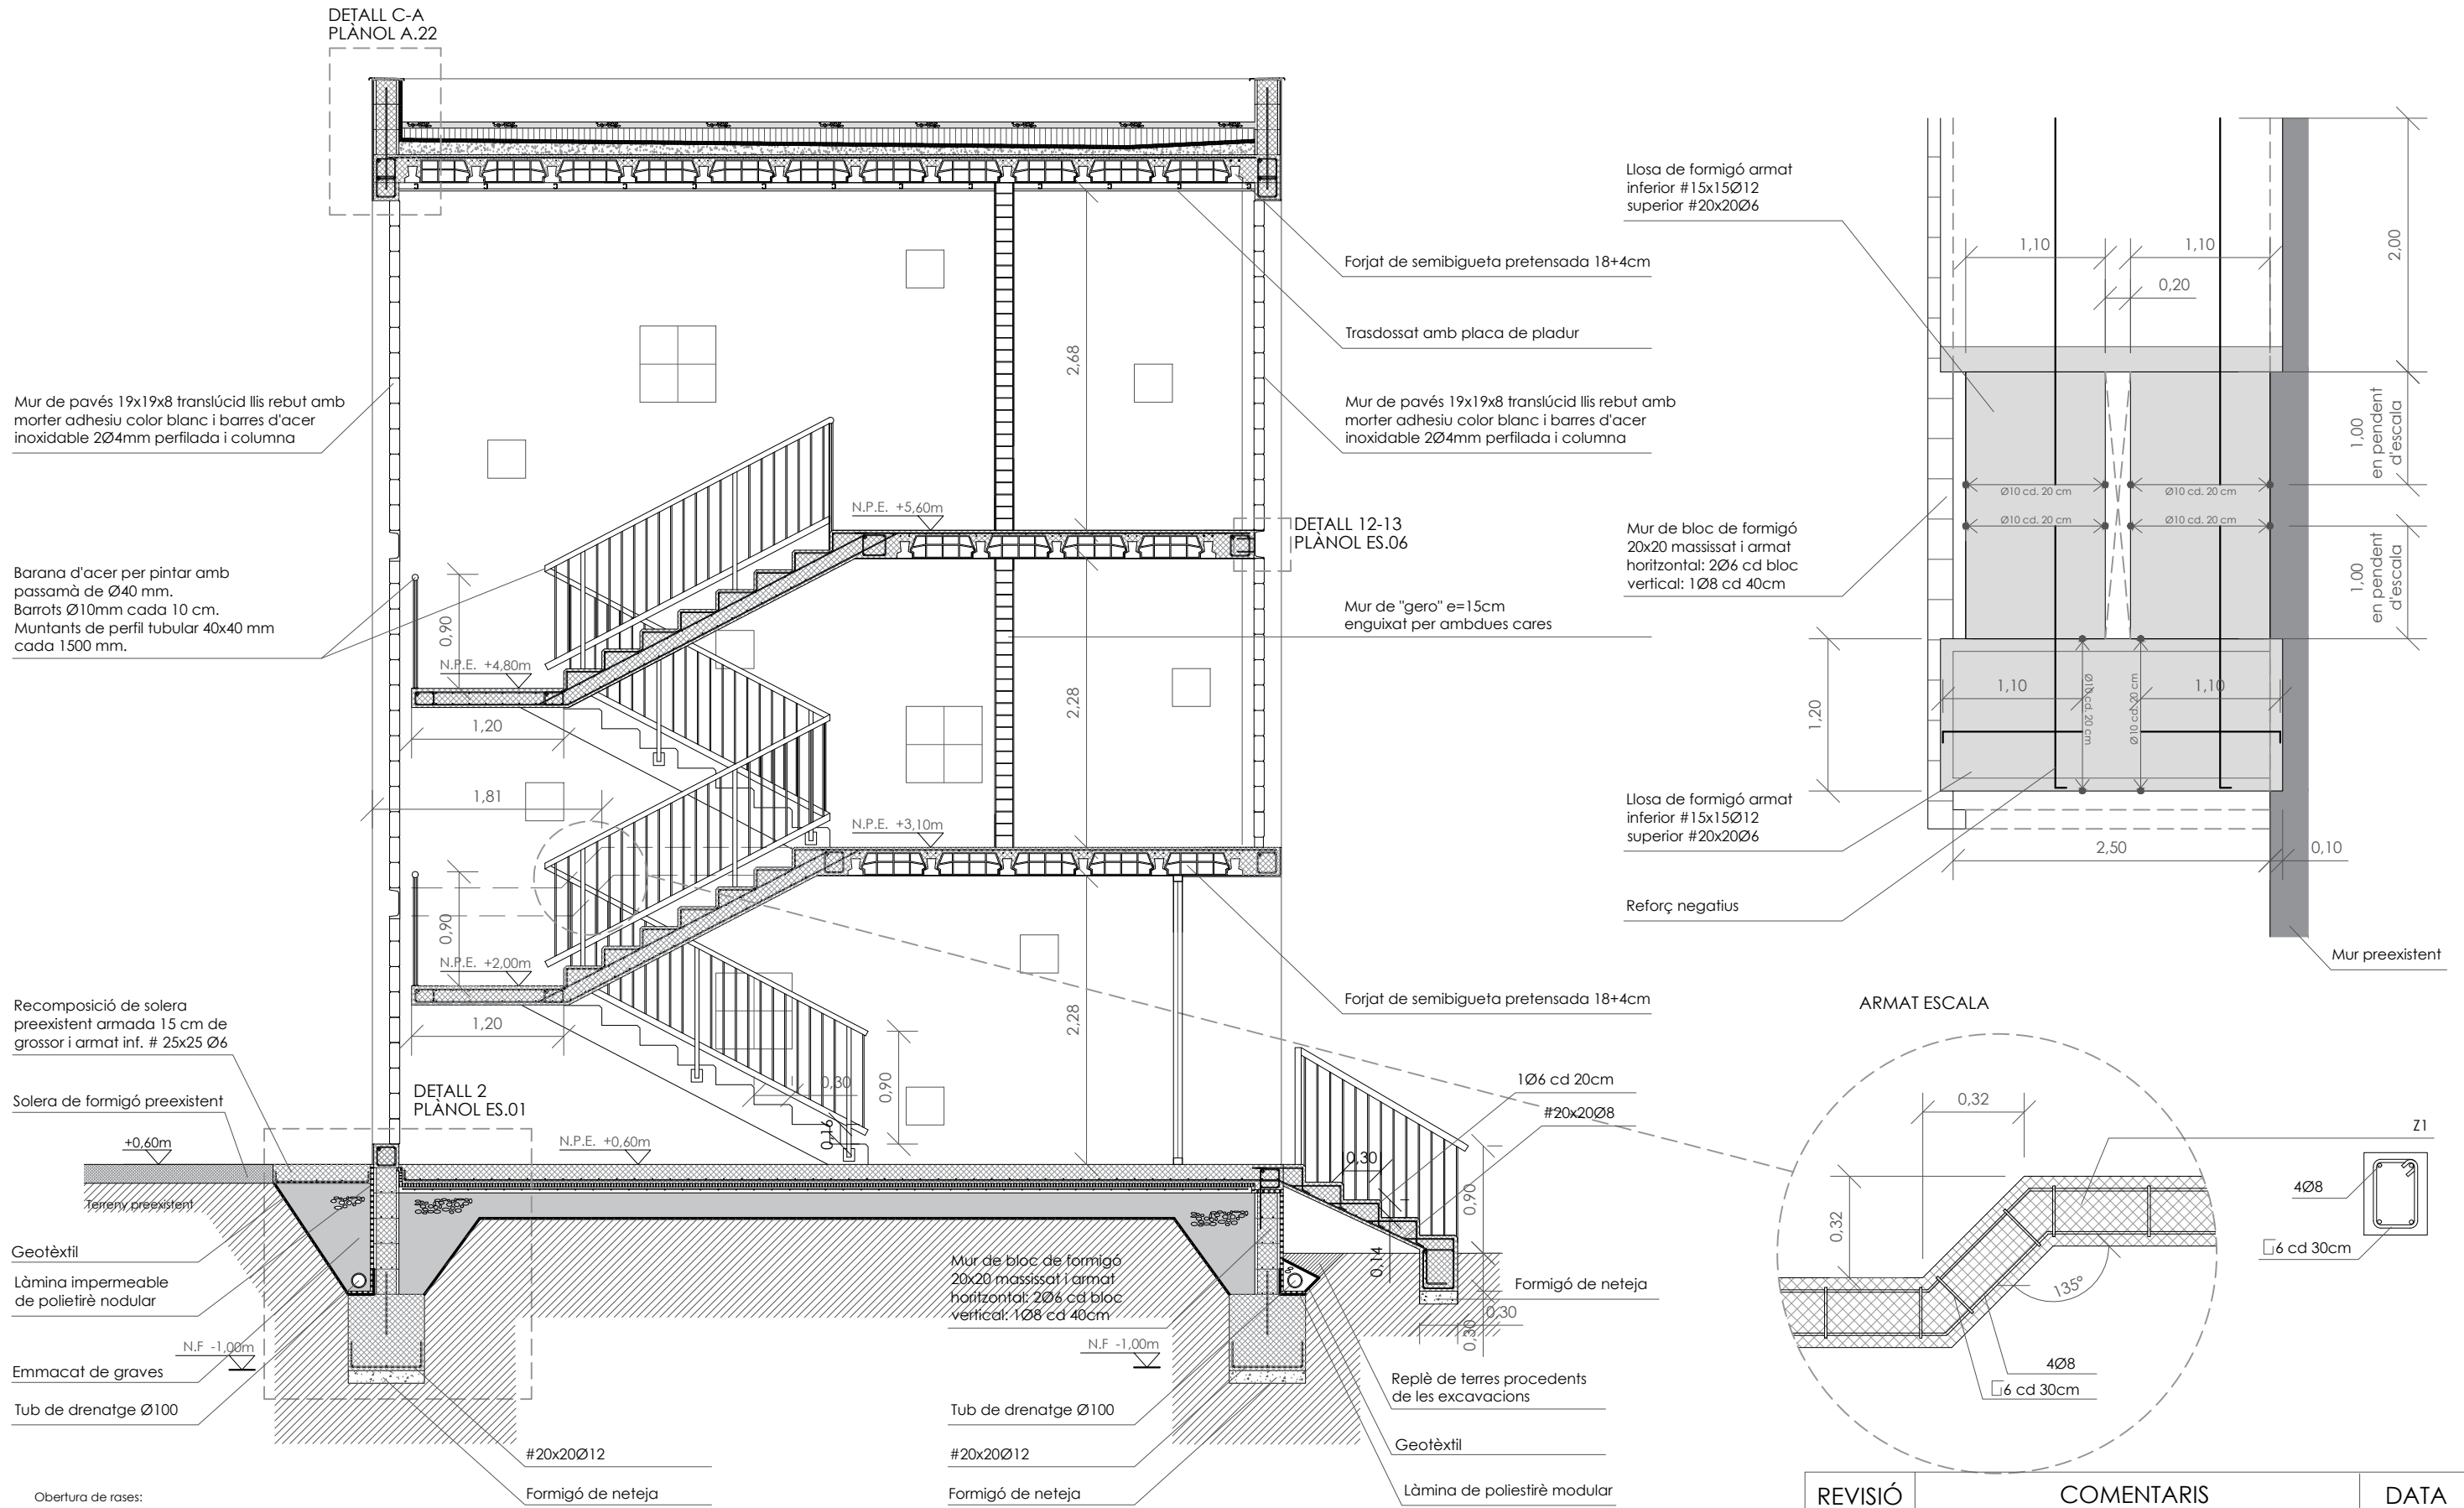 DETALL C-A
PLÀNOL A.22
Mur de pavés 19x19x8 translúcid llis rebut amb
morter adhesiu color blanc i barres d'acer
inoxidable 2Ø4mm perfilada i columna
Barana d'acer per pintar amb
passamà de Ø40 mm.
Barrots Ø10mm cada 10 cm.
Muntants de perfil tubular 40x40 mm
cada 1500 mm.
Recomposició de solera
preexistent armada 15 cm de
grossor i armat inf. # 25x25 Ø6
Solera de formigó preexistent
+0,60m
Terreny preexistent
Geotèxtil
Làmina impermeable
de polietirè nodular
N.F -1,00m
Emmacat de graves
Tub de drenatge Ø100
Obertura de rases:
DETALL 2
PLÀNOL ES.01
N.P.E. +0,60m
#20x20Ø12
Formigó de neteja
N.P.E. +5,60m
2,68
0,90
N.P.E. +4,80m
1,20
2,28
1,81
N.P.E. +3,10m
0,90
N.P.E. +2,00m
1,20
2,28
0,30
0,90
0,16
Forjat de semibigueta pretensada 18+4cm
Trasdossat amb placa de pladur
Mur de pavés 19x19x8 translúcid llis rebut amb
morter adhesiu color blanc i barres d'acer
inoxidable 2Ø4mm perfilada i columna
DETALL 12-13
PLÀNOL ES.06
Mur de "gero" e=15cm
enguixat per ambdues cares
Forjat de semibigueta pretensada 18+4cm
1Ø6 cd 20cm
#20x20Ø8
0,30
0,90
0,14
Formigó de neteja
0,30
0,30
Mur de bloc de formigó
20x20 massissat i armat
horitzontal: 2Ø6 cd bloc
vertical: 1Ø8 cd 40cm
N.F -1,00m
Tub de drenatge Ø100
#20x20Ø12
Formigó de neteja
Replè de terres procedents
de les excavacions
Geotèxtil
Làmina de poliestirè modular
Llosa de formigó armat
inferior #15x15Ø12
superior #20x20Ø6
1,10
1,10
0,20
2,00
1,00
en pendent
d'escala
Ø10 cd. 20 cm
Ø10 cd. 20 cm
Ø10 cd. 20 cm
Ø10 cd. 20 cm
Mur de bloc de formigó
20x20 massissat i armat
horitzontal: 2Ø6 cd bloc
vertical: 1Ø8 cd 40cm
1,00
en pendent
d'escala
1,20
1,10
1,10
Ø10 cd. 20 cm
Ø10 cd. 20 cm
Llosa de formigó armat
inferior #15x15Ø12
superior #20x20Ø6
2,50
0,10
Reforç negatius
Mur preexistent
ARMAT ESCALA
0,32
0,32
Z1
4Ø8
□6 cd 30cm
135º
4Ø8
□6 cd 30cm
REVISIÓ
COMENTARIS
DATA